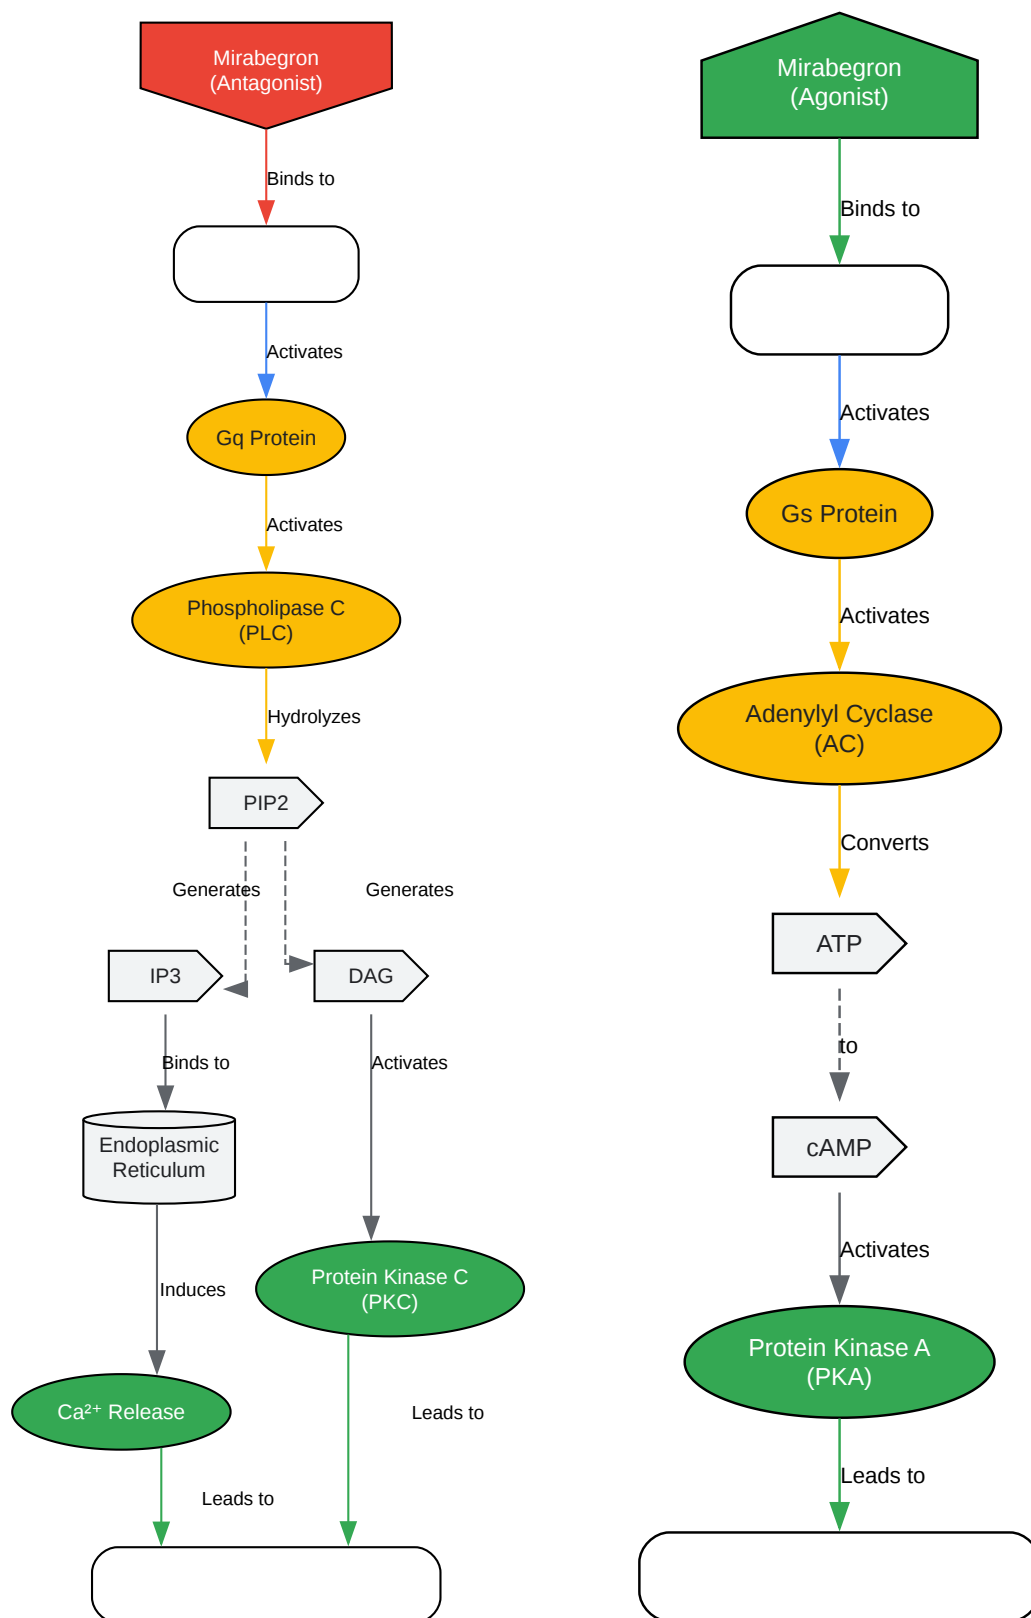 Mirabegron
(Antagonist)
Binds to
Activates
Gq Protein
Activates
Phospholipase C
(PLC)
Hydrolyzes
PIP2
Generates
Generates
IP3
DAG
Binds to
Activates
Endoplasmic
Reticulum
Induces
Protein Kinase C
(PKC)
Ca²⁺ Release
Leads to
Leads to
Mirabegron
(Agonist)
Binds to
Activates
Gs Protein
Activates
Adenylyl Cyclase
(AC)
Converts
ATP
to
cAMP
Activates
Protein Kinase A
(PKA)
Leads to